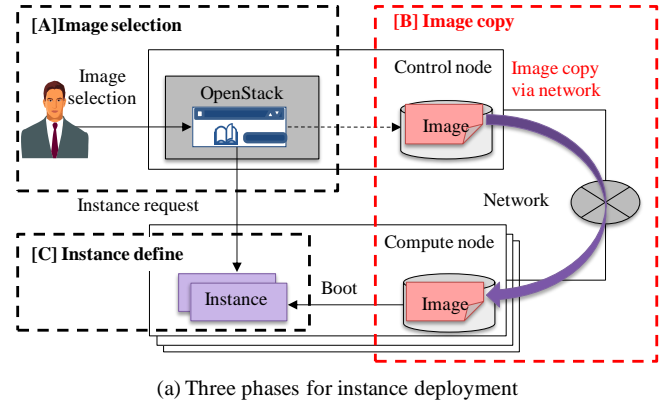 [A]Image selection
[B] Image copy
Image
selection
OpenStack
Control node
Image copy
via network
Image
Instance request
Network
[C] Instance define
Compute node
Instance
Boot
Image
(a) Three phases for instance deployment